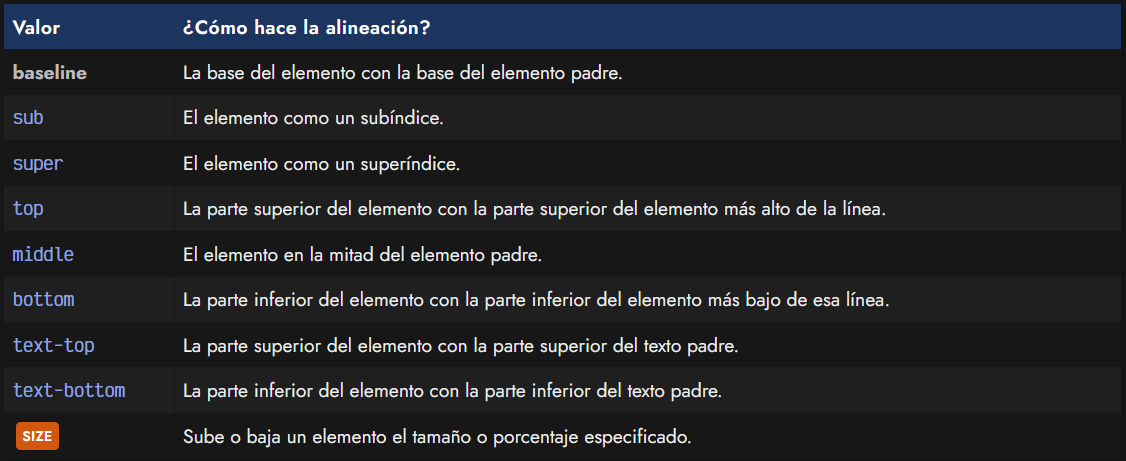 Valor ¿Cómo hace la alineación?
baseline La base del elemento con la base del elemento padre.
sub El elemento como un subíndice.
super El elemento como un superíndice.
top La parte superior del elemento con la parte superior del elemento más alto de la línea.
middle El elemento en la mitad del elemento padre.
bottom La parte inferior del elemento con la parte inferior del elemento más bajo de esa línea.
text-top La parte superior del elemento con la parte superior del texto padre.
text-bottom La parte inferior del elemento con la parte inferior del texto padre.
SIZE Sube o baja un elemento el tamaño o porcentaje especificado.